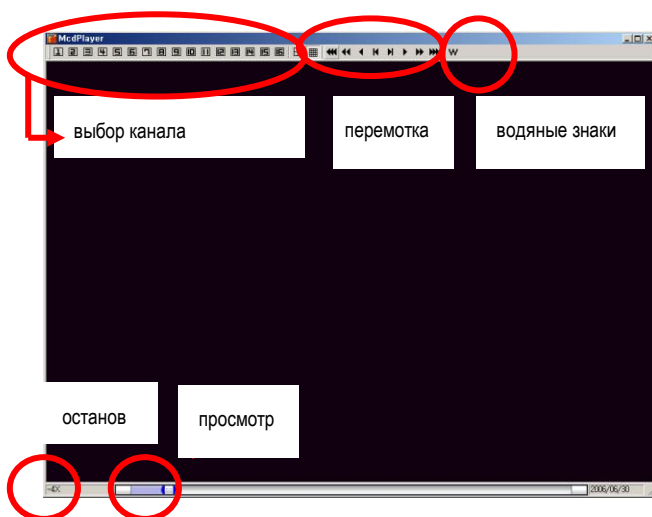 McdPlayer
1 2 3 4 5 6 7 8 9 10 11 12 13 14 15 16 W
выбор канала
перемотка
водяные знаки
останов
просмотр
-4X
2006/06/30